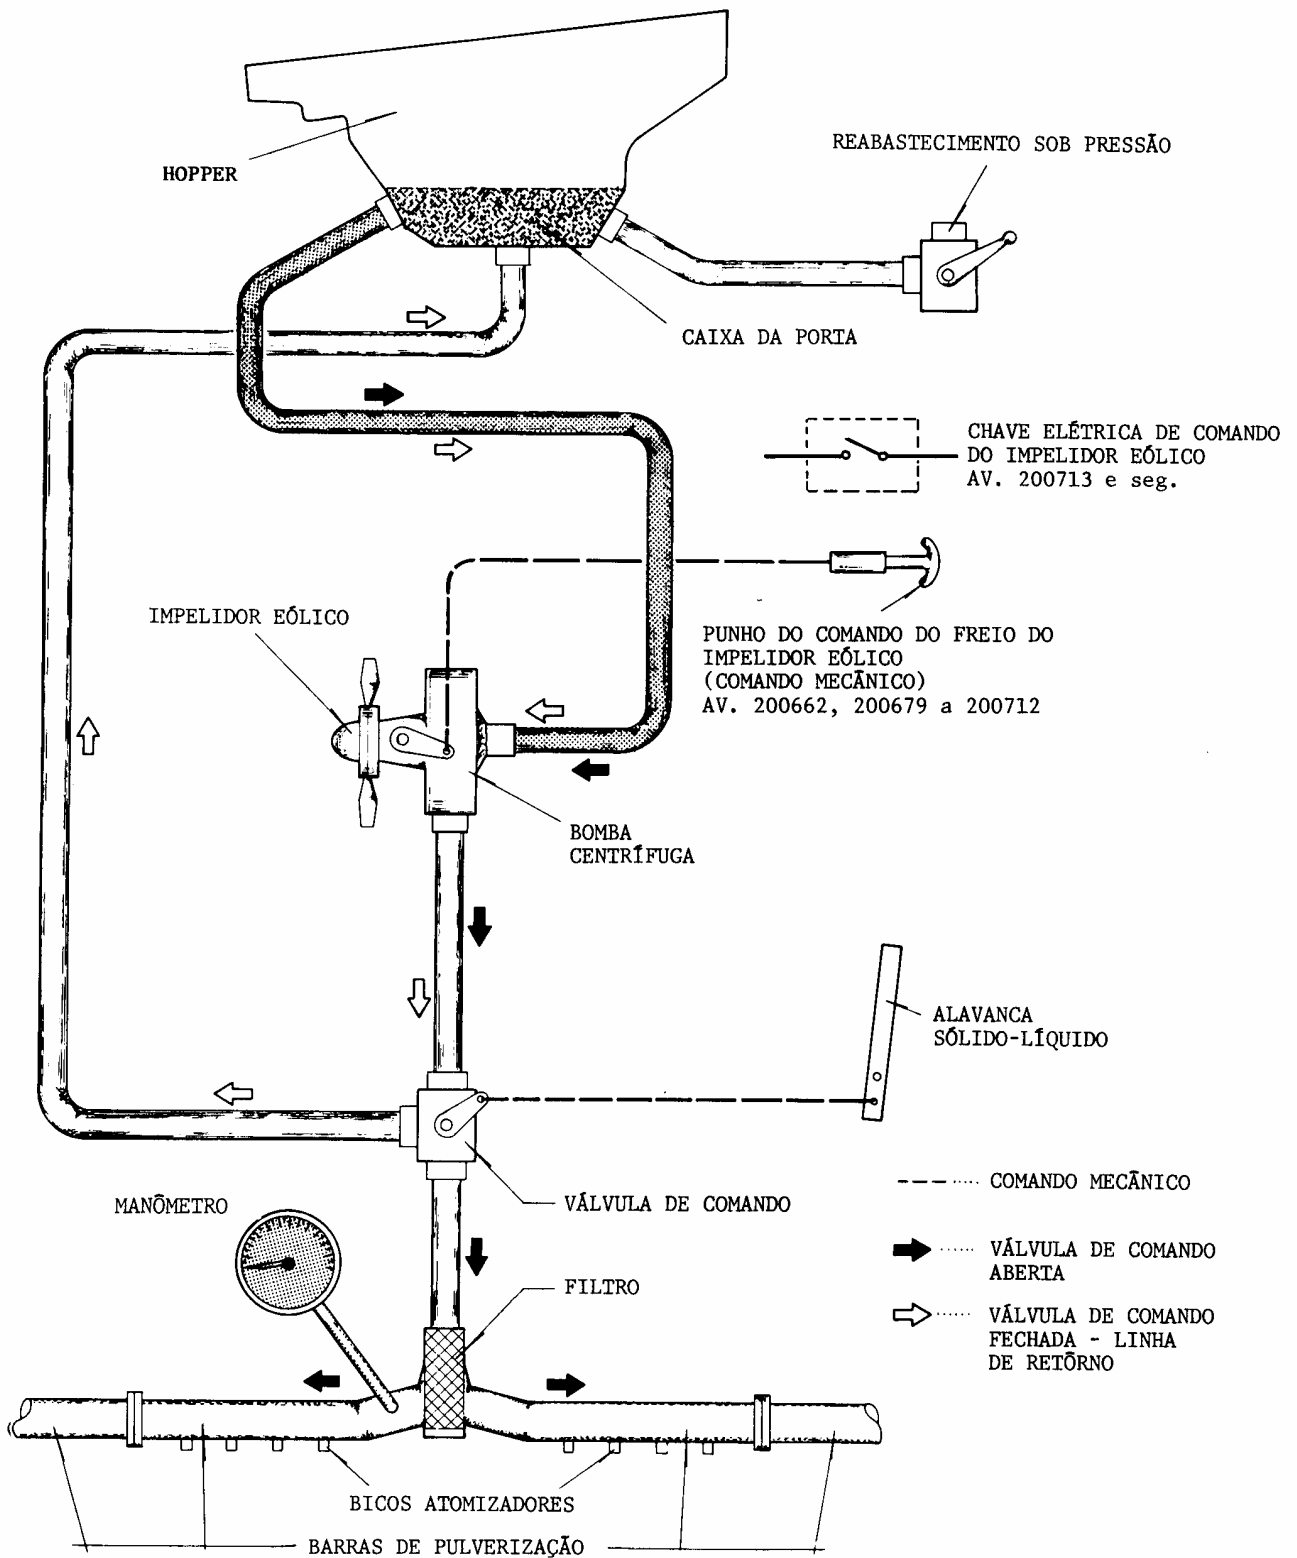 REABASTECIMENTO SOB PRESSÃO
HOPPER
CAIXA DA PORTA
CHAVE ELÉTRICA DE COMANDO
DO IMPELIDOR EÓLICO
AV. 200713 e seg.
IMPELIDOR EÓLICO
PUNHO DO COMANDO DO FREIO DO
IMPELIDOR EÓLICO
(COMANDO MECÃNICO)
AV. 200662, 200679 a 200712
BOMBA
CENTRÍFUGA
ALAVANCA
SÓLIDO-LÍQUIDO
COMANDO MECÃNICO
MANÔMETRO
VÁLVULA DE COMANDO
VÁLVULA DE COMANDO
ABERTA
FILTRO
VÁLVULA DE COMANDO
FECHADA - LINHA
DE RETÔRNO
BICOS ATOMIZADORES
BARRAS DE PULVERIZAÇÃO